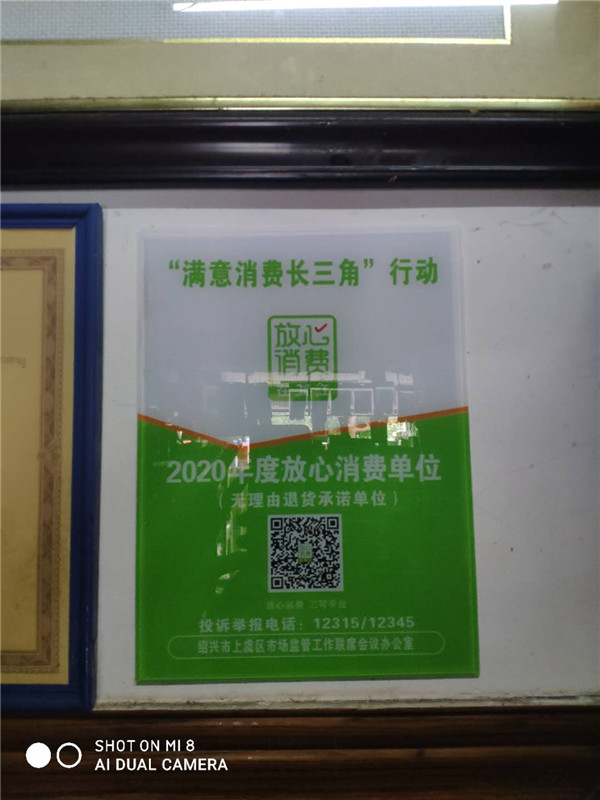 “满意消费长三角”行动
放心
消费
2020年度放心消费单位
（无理由退货承诺单位）
投诉举报电话：12315/12345
绍兴市上虞区市场监管工作联席会议办公室
SHOT ON MI 8
AI DUAL CAMERA